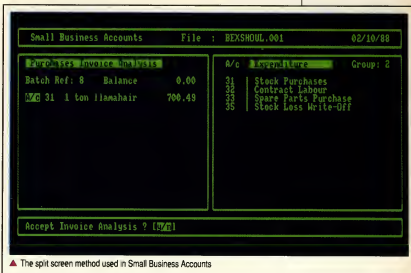 Small Business Accounts File : BEXSHOUL.001 02/10/88
Purchases Invoice Analysis
Batch Ref: 8 Balance 0.00
A/c 31 1 ton llamahair 700.49
A/c Expenditure Group: 2
31 | Stock Purchases
32 | Contract Labour
33 | Spare Parts Purchase
35 | Stock Loss Write-Off
Accept Invoice Analysis ? [y/n]
▲ The split screen method used in Small Business Accounts